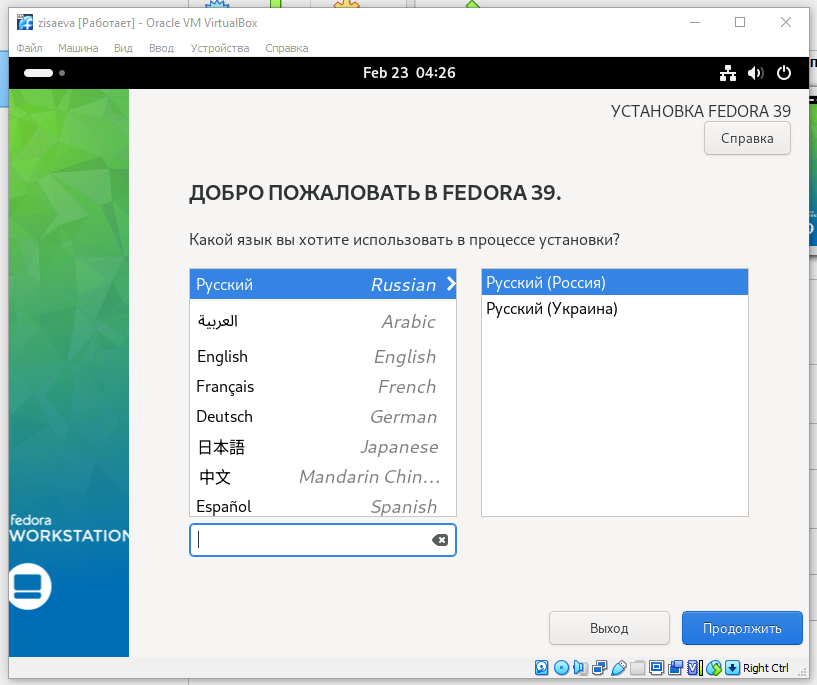 zisaeva [Работает] - Oracle VM VirtualBox
Файл Машина Вид Ввод Устройства Справка
Feb 23 04:26
УСТАНОВКА FEDORA 39
Справка
ДОБРО ПОЖАЛОВАТЬ В FEDORA 39.
Какой язык вы хотите использовать в процессе установки?
Русский Russian
العربية Arabic
English English
Français French
Deutsch German
日本語 Japanese
中文 Mandarin Chin...
Español Spanish
Русский (Россия)
Русский (Украина)
fedora
WORKSTATION
Выход
Продолжить
Right Ctrl